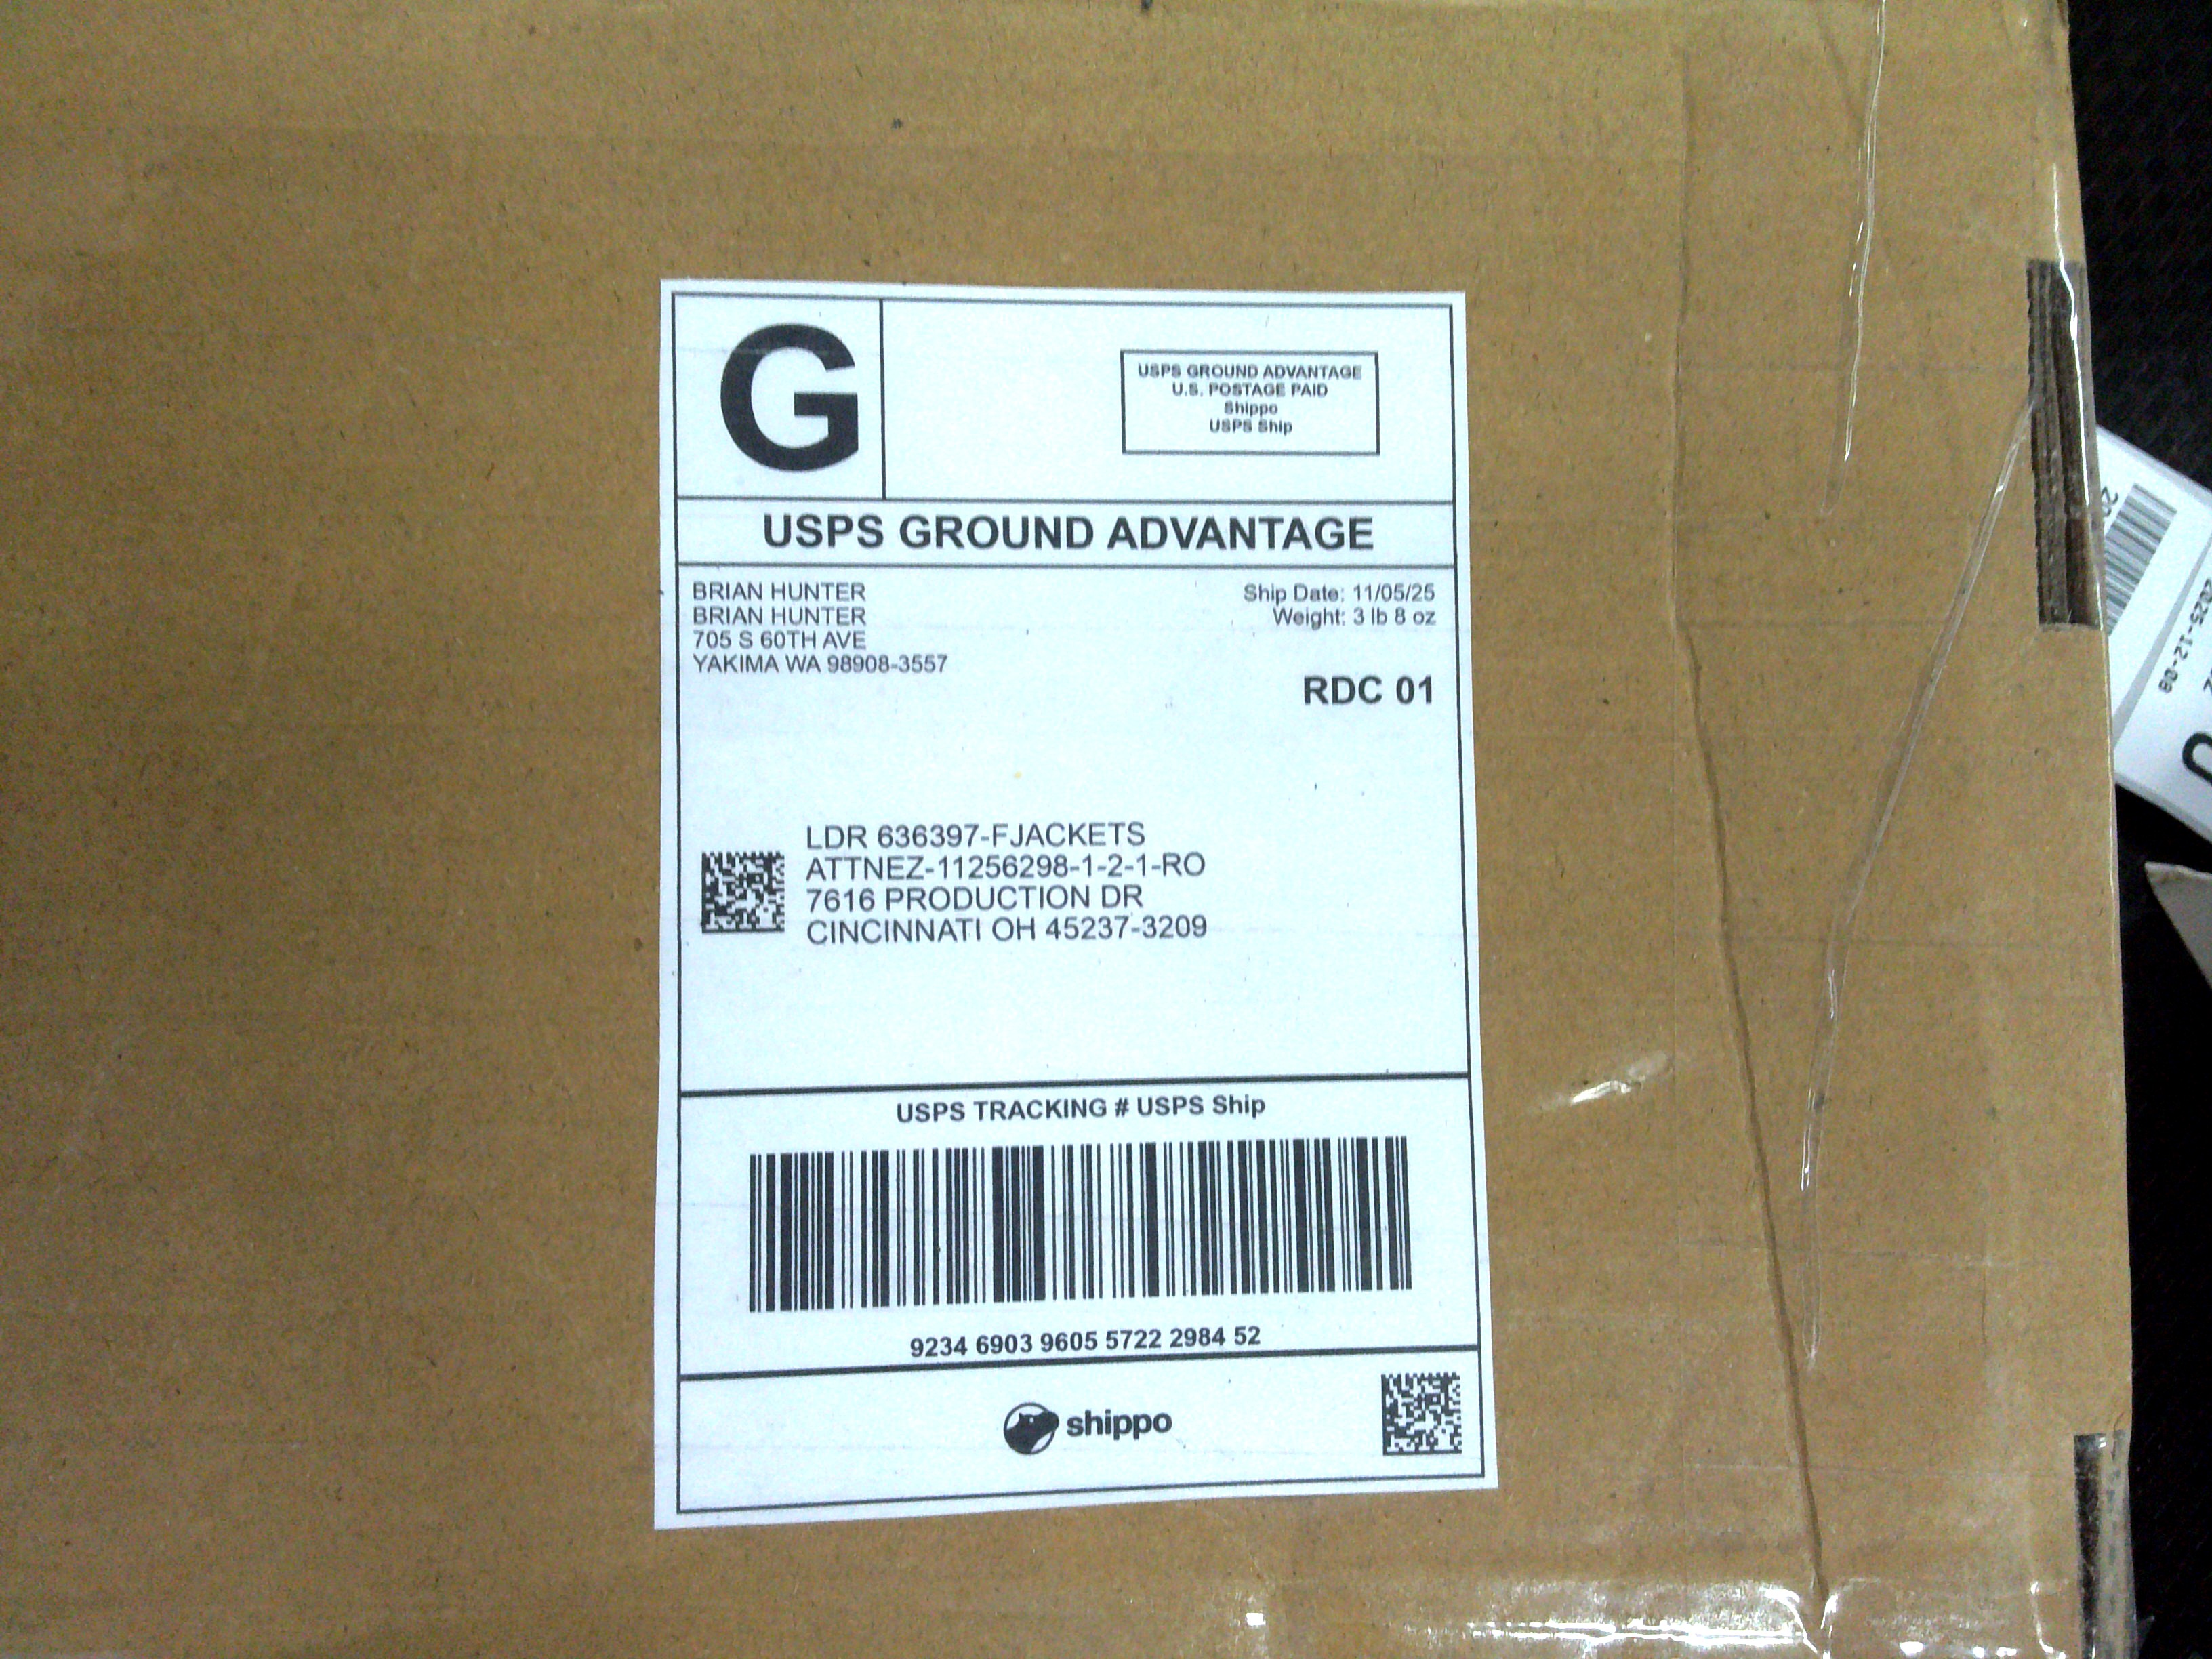 G
USPS GROUND ADVANTAGE
U.S. POSTAGE PAID
Shippo
USPS Ship
USPS GROUND ADVANTAGE
BRIAN HUNTER
BRIAN HUNTER
705 S 60TH AVE
YAKIMA WA 98908-3557
Ship Date: 11/05/25
Weight: 3 lb 8 oz
RDC 01
LDR 636397-FJACKETS
ATTNEZ-11256298-1-2-1-RO
7616 PRODUCTION DR
CINCINNATI OH 45237-3209
USPS TRACKING # USPS Ship
9234 6903 9605 5722 2984 52
shippo
2025-12-09